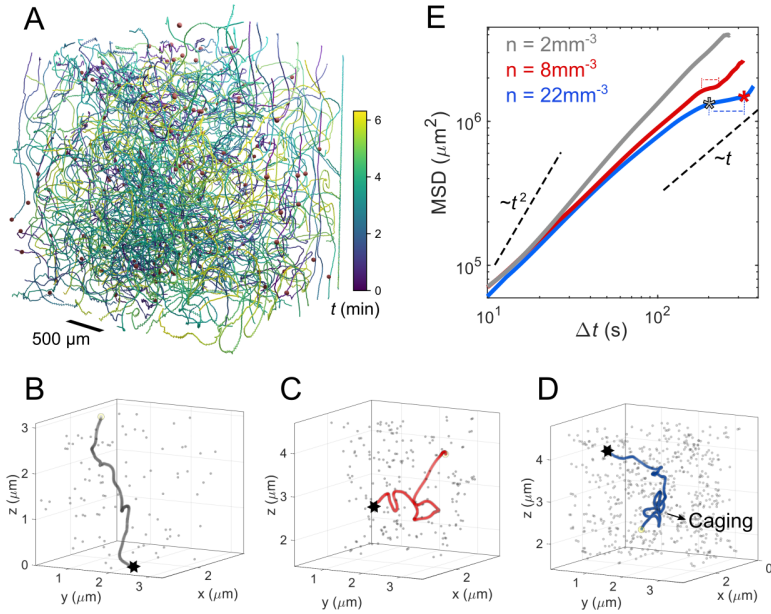 A
6
4
2
0
t (min)
500 μm
E
n = 2mm⁻³
n = 8mm⁻³
n = 22mm⁻³
~t²
~t
MSD (μm²)
10⁶
10⁵
10¹
10²
Δt (s)
B
3
2
1
0
z (μm)
1
2
3
y (μm)
2
x (μm)
C
4
3
2
z (μm)
1
2
3
y (μm)
2
x (μm)
D
4
3
2
z (μm)
Caging
1
2
3
y (μm)
2
0
x (μm)